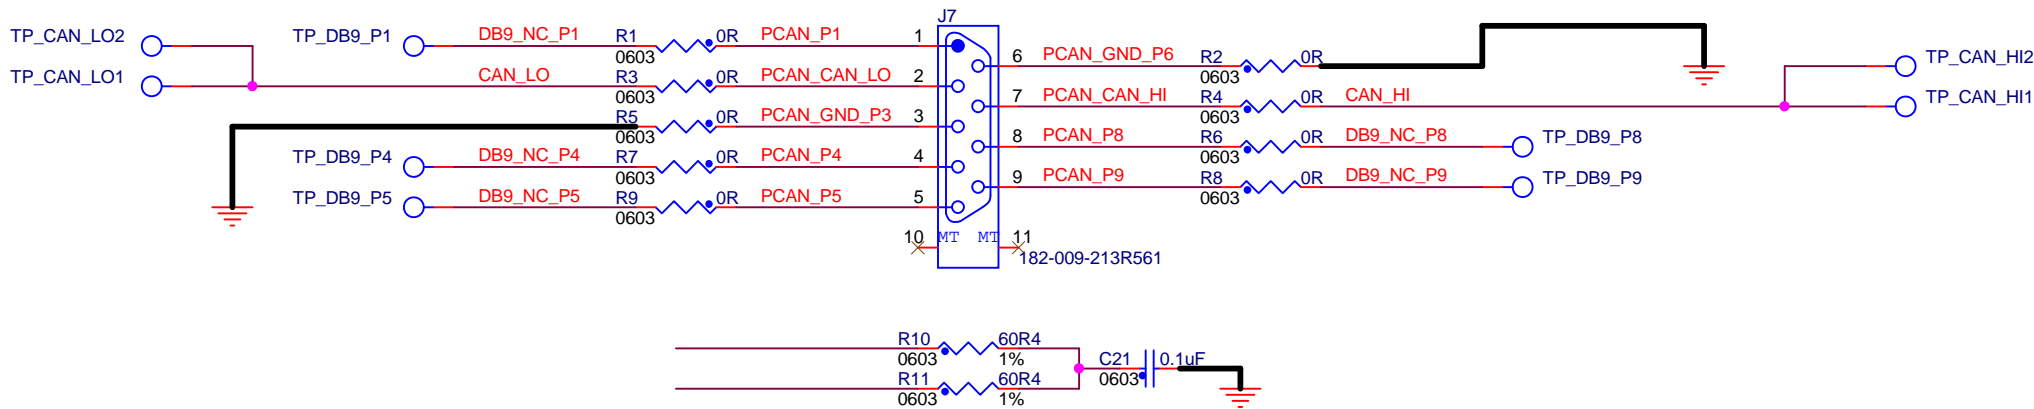 J7
TP_CAN_LO2
TP_DB9_P1 DB9_NC_P1 R1 0R PCAN_P1 1
0603
6 PCAN_GND_P6 R2 0R
0603
TP_CAN_HI2
TP_CAN_LO1 CAN_LO R3 0R PCAN_CAN_LO 2
0603
7 PCAN_CAN_HI R4 0R CAN_HI
0603
TP_CAN_HI1
R5 0R PCAN_GND_P3 3
0603
8 PCAN_P8 R6 0R DB9_NC_P8 TP_DB9_P8
0603
TP_DB9_P4 DB9_NC_P4 R7 0R PCAN_P4 4
0603
9 PCAN_P9 R8 0R DB9_NC_P9 TP_DB9_P9
0603
TP_DB9_P5 DB9_NC_P5 R9 0R PCAN_P5 5
0603
10 MT MT 11
182-009-213R561
R10 60R4
0603 1%
C21 0.1uF
0603
R11 60R4
0603 1%